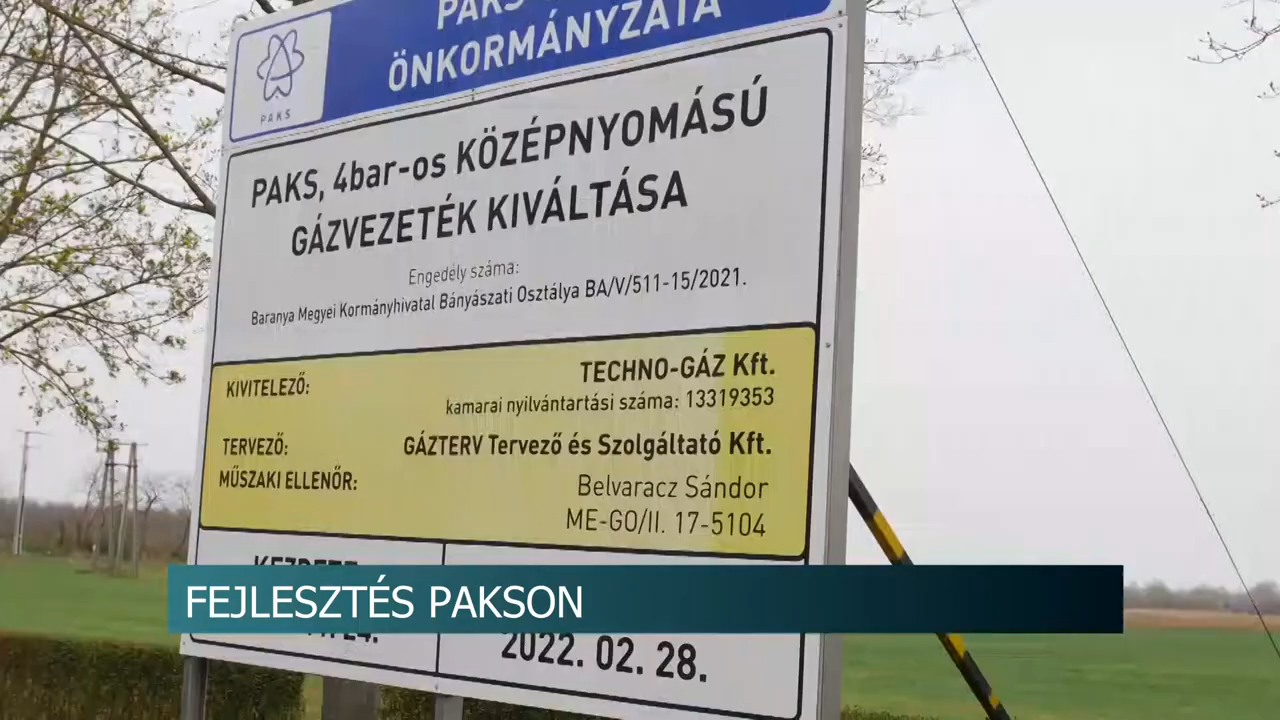 PAKS
ÖNKORMÁNYZATA
PAKS
PAKS, 4bar-os KÖZÉPNYOMÁSÚ
GÁZVEZETÉK KIVÁLTÁSA
Engedély száma:
Baranya Megyei Kormányhivatal Bányászati Osztálya BA/V/511-15/2021.
KIVITELEZŐ: TECHNO-GÁZ Kft.
kamarai nyilvántartási száma: 13319353
TERVEZŐ: GÁZTERV Tervező és Szolgáltató Kft.
MŰSZAKI ELLENŐR: Belvaracz Sándor
ME-GO/II. 17-5104
FEJLESZTÉS PAKSON
2022. 02. 28.